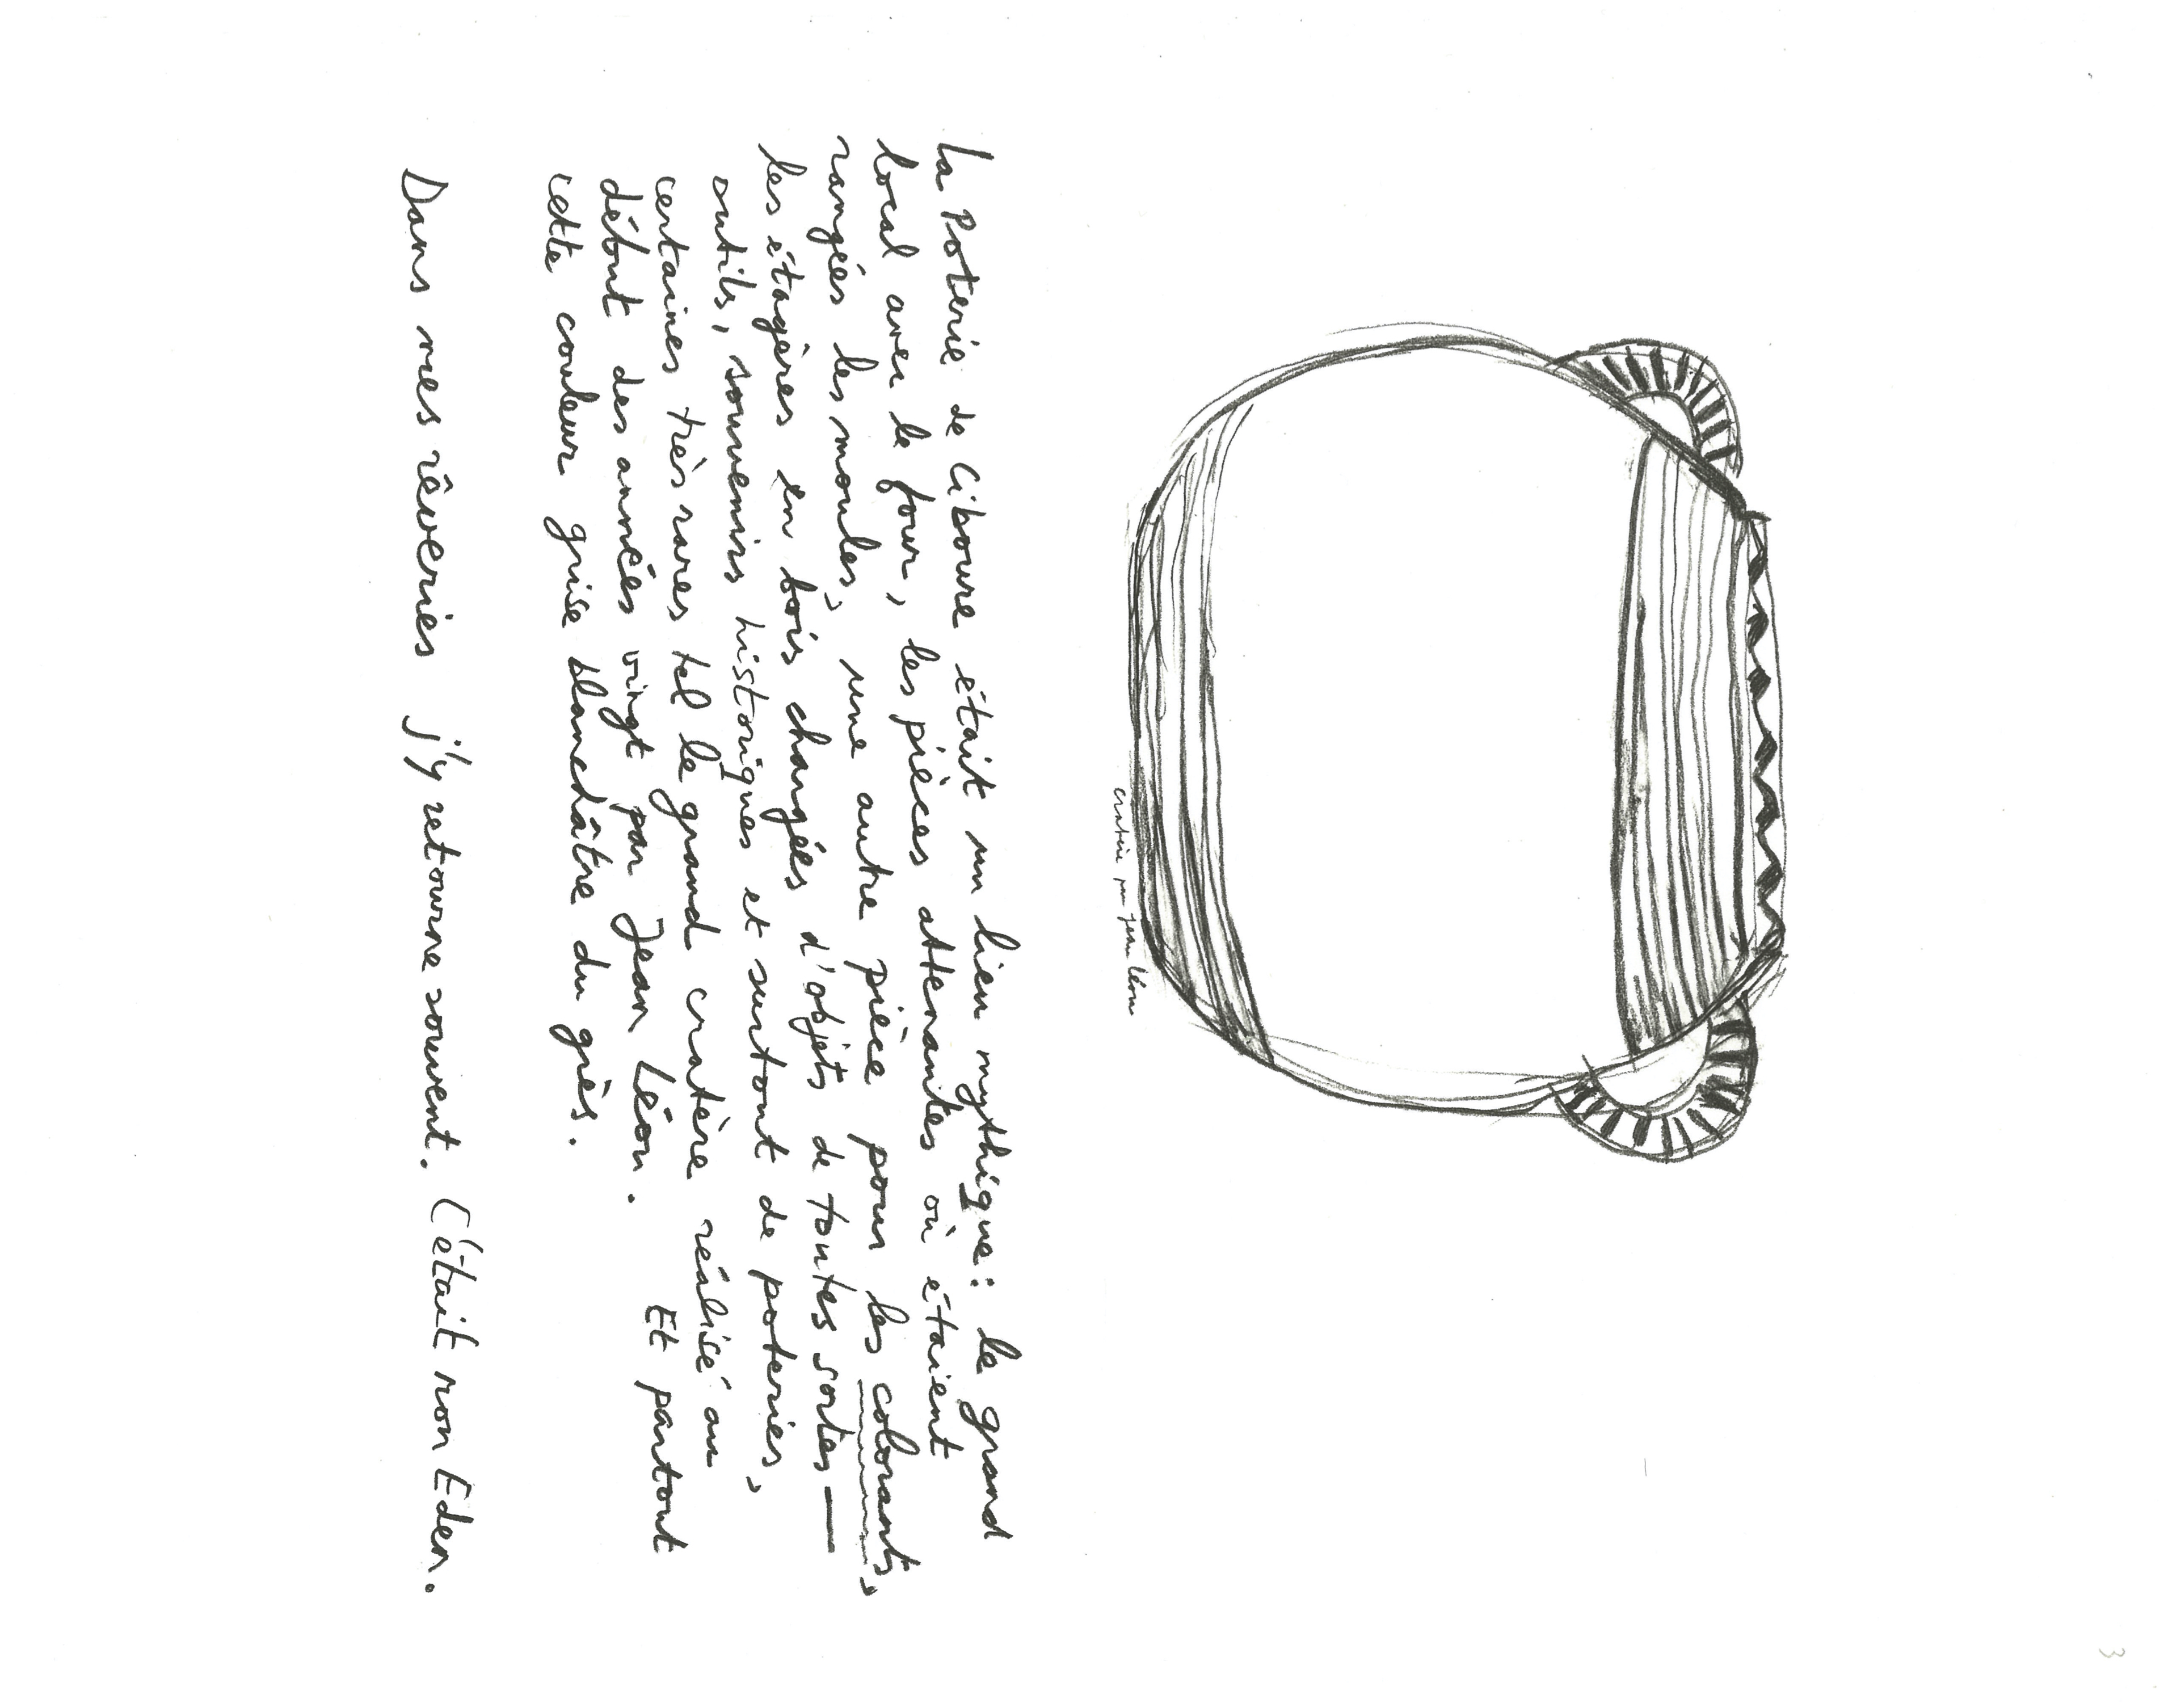 3
cratère par Jean Léon
La Poterie de Ciboure était un lieu mythique : le grand
local avec le four, les pièces attenantes où étaient
rangées les moules, une autre pièce pour les colorants,
les étagères en bois chargées d'objets de toutes sortes —
outils, souvenirs historiques et surtout de poteries,
certaines très rares tel le grand cratère réalisé au
début des années vingt par Jean Léon. Et partout
cette couleur grise blanchâtre du grès.
Dans mes rêveries j'y retourne souvent. C'était mon Eden.